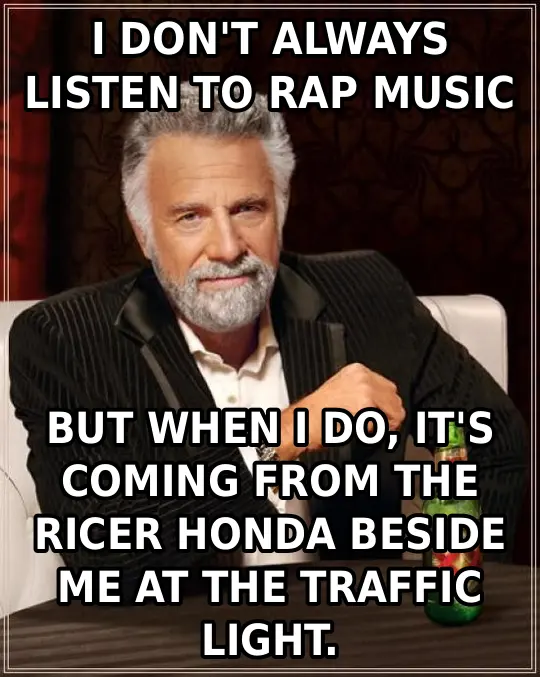 I DON'T ALWAYS
LISTEN TO RAP MUSIC
BUT WHEN I DO, IT'S
COMING FROM THE
RICER HONDA BESIDE
ME AT THE TRAFFIC
LIGHT.